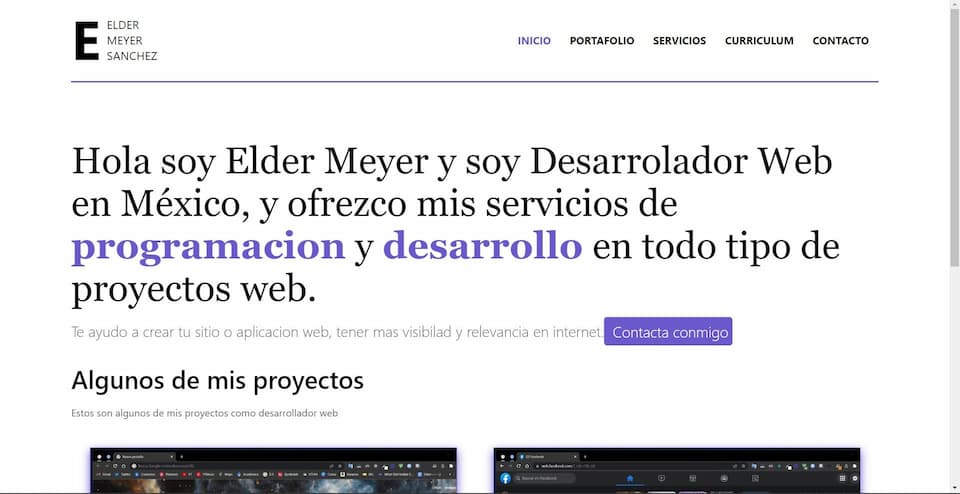 E
ELDER
MEYER
SANCHEZ
INICIO PORTAFOLIO SERVICIOS CURRICULUM CONTACTO
Hola soy Elder Meyer y soy Desarrolador Web
en México, y ofrezco mis servicios de
programacion y desarrollo en todo tipo de
proyectos web.
Te ayudo a crear tu sitio o aplicacion web, tener mas visibilad y relevancia en internet. Contacta conmigo
Algunos de mis proyectos
Estos son algunos de mis proyectos como desarrollador web
Buscar en Facebook